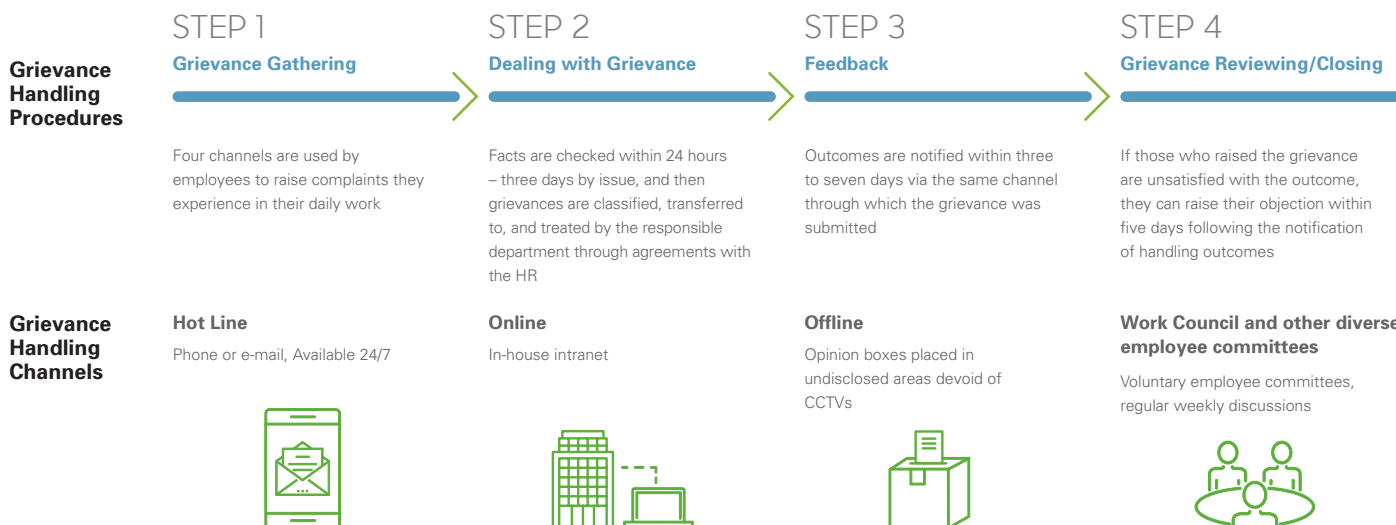 Grievance
Handling
Procedures
STEP 1
Grievance Gathering
Four channels are used by
employees to raise complaints they
experience in their daily work
STEP 2
Dealing with Grievance
Facts are checked within 24 hours
– three days by issue, and then
grievances are classified, transferred
to, and treated by the responsible
department through agreements with
the HR
STEP 3
Feedback
Outcomes are notified within three
to seven days via the same channel
through which the grievance was
submitted
STEP 4
Grievance Reviewing/Closing
If those who raised the grievance
are unsatisfied with the outcome,
they can raise their objection within
five days following the notification
of handling outcomes
Grievance
Handling
Channels
Hot Line
Phone or e-mail, Available 24/7
Online
In-house intranet
Offline
Opinion boxes placed in
undisclosed areas devoid of
CCTVs
Work Council and other diverse
employee committees
Voluntary employee committees,
regular weekly discussions